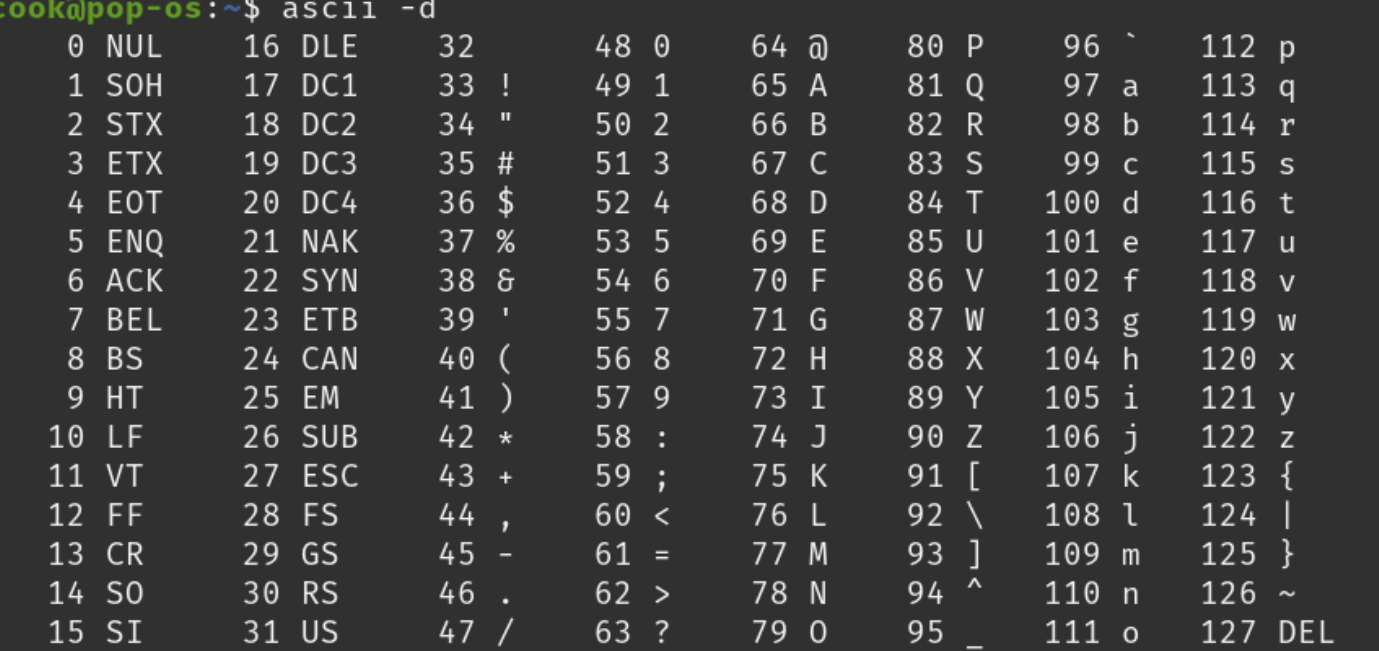 cook@pop-os:~$ ascii -d
0 NUL 16 DLE 32 48 0 64 @ 80 P 96 ` 112 p
1 SOH 17 DC1 33 ! 49 1 65 A 81 Q 97 a 113 q
2 STX 18 DC2 34 " 50 2 66 B 82 R 98 b 114 r
3 ETX 19 DC3 35 # 51 3 67 C 83 S 99 c 115 s
4 EOT 20 DC4 36 $ 52 4 68 D 84 T 100 d 116 t
5 ENQ 21 NAK 37 % 53 5 69 E 85 U 101 e 117 u
6 ACK 22 SYN 38 & 54 6 70 F 86 V 102 f 118 v
7 BEL 23 ETB 39 ' 55 7 71 G 87 W 103 g 119 w
8 BS 24 CAN 40 ( 56 8 72 H 88 X 104 h 120 x
9 HT 25 EM 41 ) 57 9 73 I 89 Y 105 i 121 y
10 LF 26 SUB 42 * 58 : 74 J 90 Z 106 j 122 z
11 VT 27 ESC 43 + 59 ; 75 K 91 [ 107 k 123 {
12 FF 28 FS 44 , 60 < 76 L 92 \ 108 l 124 |
13 CR 29 GS 45 - 61 = 77 M 93 ] 109 m 125 }
14 SO 30 RS 46 . 62 > 78 N 94 ^ 110 n 126 ~
15 SI 31 US 47 / 63 ? 79 O 95 _ 111 o 127 DEL